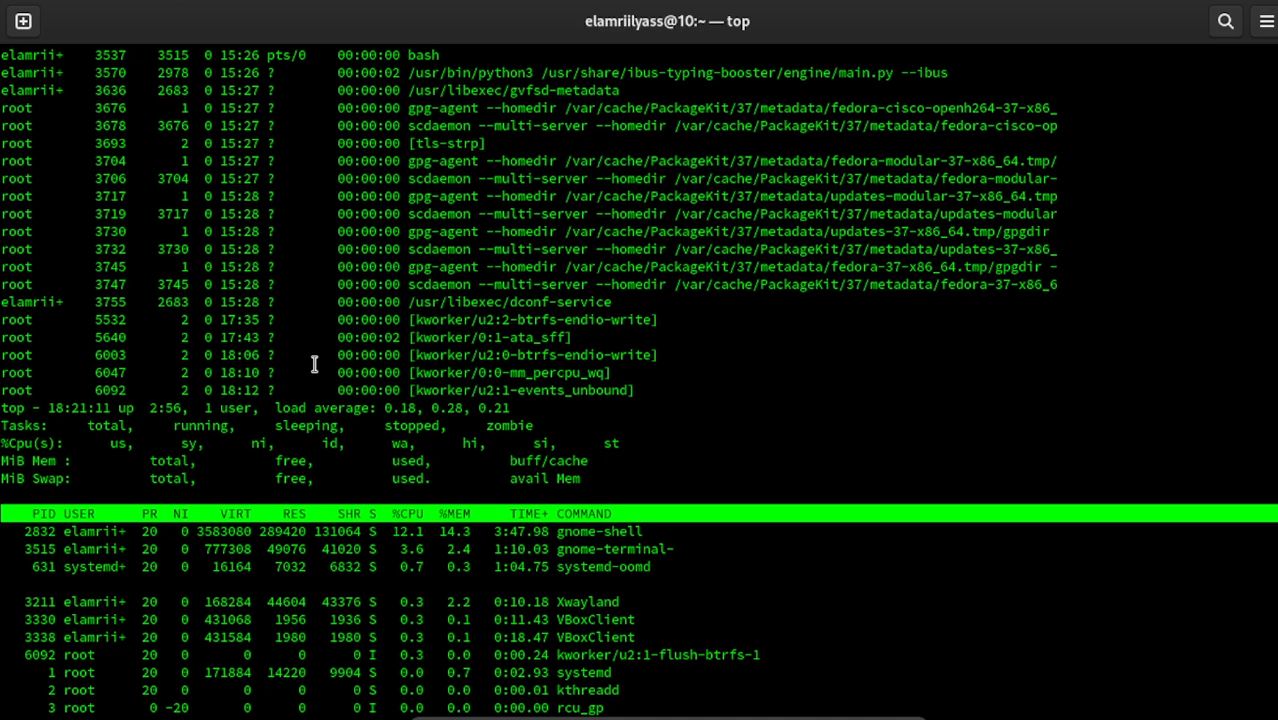 elamriilyass@10:~ — top
elamrii+    3537    3515  0 15:26 pts/0    00:00:00 bash
elamrii+    3570    2978  0 15:26 ?        00:00:02 /usr/bin/python3 /usr/share/ibus-typing-booster/engine/main.py --ibus
elamrii+    3636    2683  0 15:27 ?        00:00:00 /usr/libexec/gvfsd-metadata
root        3676       1  0 15:27 ?        00:00:00 gpg-agent --homedir /var/cache/PackageKit/37/metadata/fedora-cisco-openh264-37-x86_
root        3678    3676  0 15:27 ?        00:00:00 scdaemon --multi-server --homedir /var/cache/PackageKit/37/metadata/fedora-cisco-op
root        3693       2  0 15:27 ?        00:00:00 [tls-strp]
root        3704       1  0 15:27 ?        00:00:00 gpg-agent --homedir /var/cache/PackageKit/37/metadata/fedora-modular-37-x86_64.tmp/
root        3706    3704  0 15:27 ?        00:00:00 scdaemon --multi-server --homedir /var/cache/PackageKit/37/metadata/fedora-modular-
root        3717       1  0 15:28 ?        00:00:00 gpg-agent --homedir /var/cache/PackageKit/37/metadata/updates-modular-37-x86_64.tmp
root        3719    3717  0 15:28 ?        00:00:00 scdaemon --multi-server --homedir /var/cache/PackageKit/37/metadata/updates-modular
root        3730       1  0 15:28 ?        00:00:00 gpg-agent --homedir /var/cache/PackageKit/37/metadata/updates-37-x86_64.tmp/gpgdir
root        3732    3730  0 15:28 ?        00:00:00 scdaemon --multi-server --homedir /var/cache/PackageKit/37/metadata/updates-37-x86_
root        3745       1  0 15:28 ?        00:00:00 gpg-agent --homedir /var/cache/PackageKit/37/metadata/fedora-37-x86_64.tmp/gpgdir -
root        3747    3745  0 15:28 ?        00:00:00 scdaemon --multi-server --homedir /var/cache/PackageKit/37/metadata/fedora-37-x86_6
elamrii+    3755    2683  0 15:28 ?        00:00:00 /usr/libexec/dconf-service
root        5532       2  0 17:35 ?        00:00:00 [kworker/u2:2-btrfs-endio-write]
root        5640       2  0 17:43 ?        00:00:02 [kworker/0:1-ata_sff]
root        6003       2  0 18:06 ?        00:00:00 [kworker/u2:0-btrfs-endio-write]
root        6047       2  0 18:10 ?        00:00:00 [kworker/0:0-mm_percpu_wq]
root        6092       2  0 18:12 ?        00:00:00 [kworker/u2:1-events_unbound]
top - 18:21:11 up  2:56,  1 user,  load average: 0.18, 0.28, 0.21
Tasks:     total,     running,     sleeping,     stopped,     zombie
%Cpu(s):      us,      sy,      ni,      id,      wa,      hi,      si,      st
MiB Mem :          total,          free,          used,          buff/cache
MiB Swap:          total,          free,          used.          avail Mem
PID USER      PR  NI    VIRT    RES    SHR S  %CPU  %MEM     TIME+ COMMAND
2832 elamrii+  20   0 3583080 289420 131064 S  12.1  14.3   3:47.98 gnome-shell
3515 elamrii+  20   0  777308  49076  41020 S   3.6   2.4   1:10.03 gnome-terminal-
631 systemd+  20   0   16164   7032   6832 S   0.7   0.3   1:04.75 systemd-oomd
3211 elamrii+  20   0  168284  44604  43376 S   0.3   2.2   0:10.18 Xwayland
3330 elamrii+  20   0  431068   1956   1936 S   0.3   0.1   0:11.43 VBoxClient
3338 elamrii+  20   0  431584   1980   1980 S   0.3   0.1   0:18.47 VBoxClient
6092 root      20   0       0      0      0 I   0.3   0.0   0:00.24 kworker/u2:1-flush-btrfs-1
1 root      20   0  171884  14220   9904 S   0.0   0.7   0:02.93 systemd
2 root      20   0       0      0      0 S   0.0   0.0   0:00.01 kthreadd
3 root       0 -20       0      0      0 I   0.0   0.0   0:00.00 rcu_gp